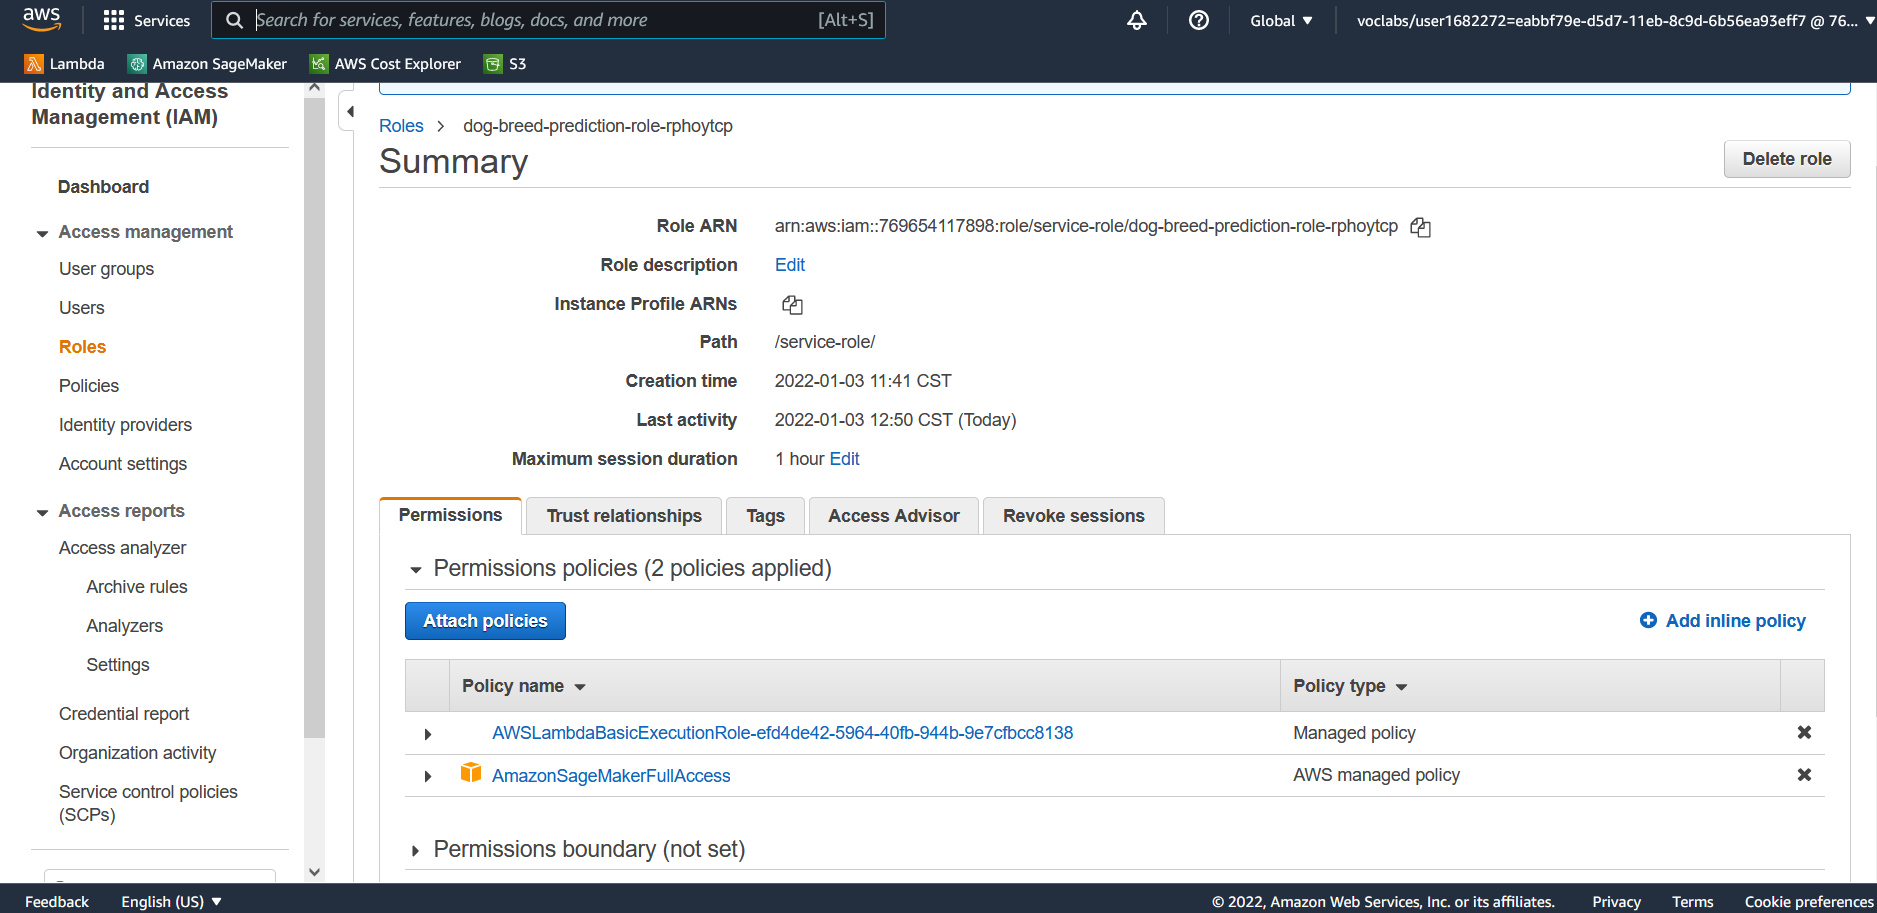 aws
Services
Search for services, features, blogs, docs, and more
[Alt+S]
Global
voclabs/user1682272=eabbf79e-d5d7-11eb-8c9d-6b56ea93eff7 @ 76...
Lambda
Amazon SageMaker
AWS Cost Explorer
S3
Identity and Access
Management (IAM)
Dashboard
Access management
User groups
Users
Roles
Policies
Identity providers
Account settings
Access reports
Access analyzer
Archive rules
Analyzers
Settings
Credential report
Organization activity
Service control policies
(SCPs)
Roles > dog-breed-prediction-role-rphoytcp
Summary
Delete role
Role ARN arn:aws:iam::769654117898:role/service-role/dog-breed-prediction-role-rphoytcp
Role description Edit
Instance Profile ARNs
Path /service-role/
Creation time 2022-01-03 11:41 CST
Last activity 2022-01-03 12:50 CST (Today)
Maximum session duration 1 hour Edit
Permissions
Trust relationships
Tags
Access Advisor
Revoke sessions
Permissions policies (2 policies applied)
Attach policies
Add inline policy
Policy name
Policy type
AWSLambdaBasicExecutionRole-efd4de42-5964-40fb-944b-9e7cfbcc8138
Managed policy
AmazonSageMakerFullAccess
AWS managed policy
Permissions boundary (not set)
Feedback
English (US)
© 2022, Amazon Web Services, Inc. or its affiliates.
Privacy
Terms
Cookie preferences